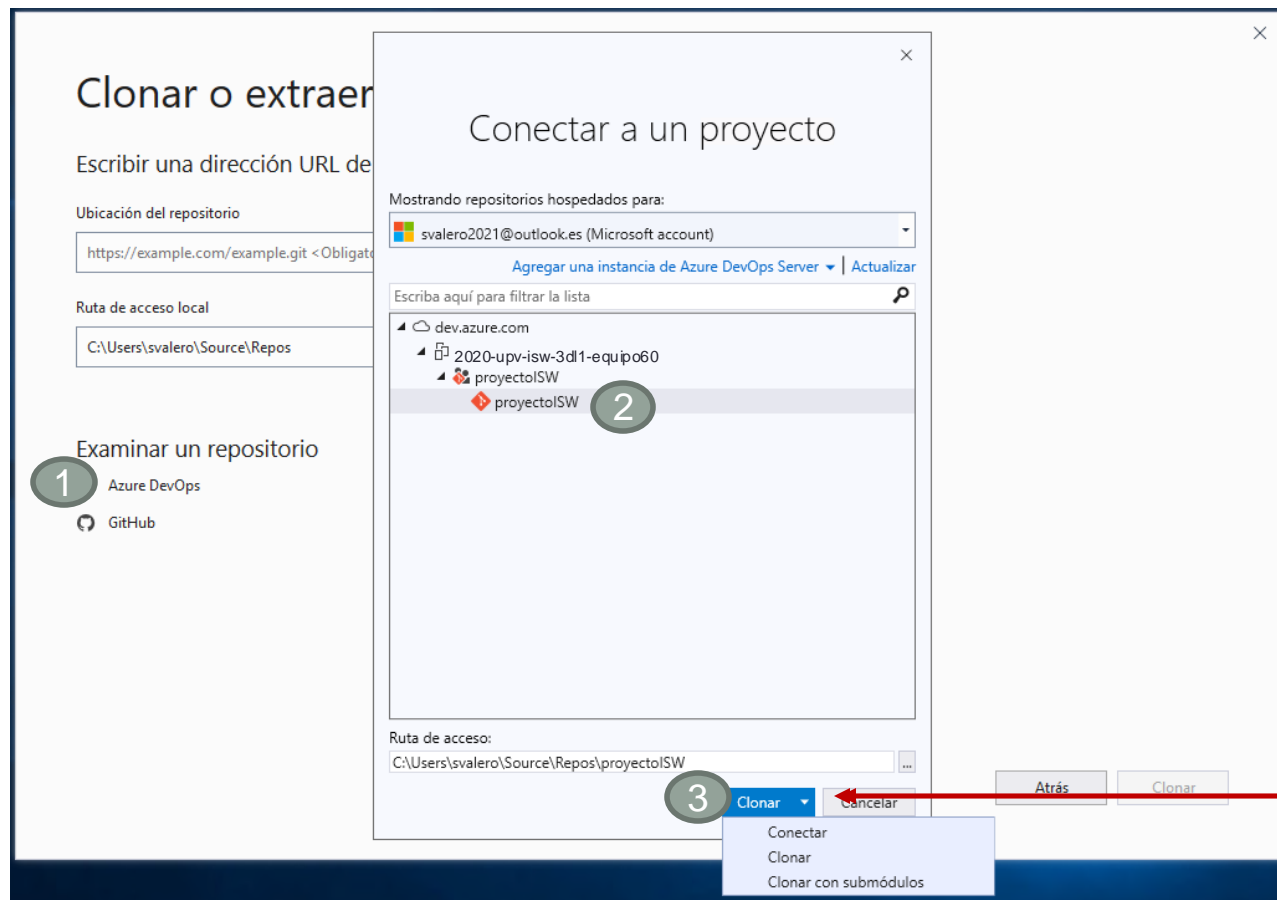 Clonar o extraer
Escribir una dirección URL de
Ubicación del repositorio
https://example.com/example.git <Obligato
Ruta de acceso local
C:\Users\svalero\Source\Repos
Examinar un repositorio
1
Azure DevOps
GitHub
Conectar a un proyecto
Mostrando repositorios hospedados para:
svalero2021@outlook.es (Microsoft account)
Agregar una instancia de Azure DevOps Server | Actualizar
Escriba aquí para filtrar la lista
dev.azure.com
2020-upv-isw-3dl1-equipo60
proyectoISW
proyectoISW 2
Ruta de acceso:
C:\Users\svalero\Source\Repos\proyectoISW ...
3 Clonar Cancelar
Conectar
Clonar
Clonar con submódulos
Atrás Clonar